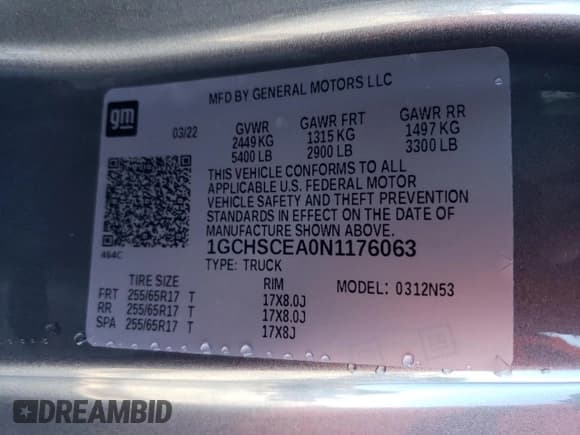 MFD BY GENERAL MOTORS LLC
gm
03/22
GVWR GAWR FRT GAWR RR
2449 KG 1315 KG 1497 KG
5400 LB 2900 LB 3300 LB
THIS VEHICLE CONFORMS TO ALL
APPLICABLE U.S. FEDERAL MOTOR
VEHICLE SAFETY AND THEFT PREVENTION
STANDARDS IN EFFECT ON THE DATE OF
MANUFACTURE SHOWN ABOVE.
464C
1GCHSCEA0N1176063
TYPE: TRUCK
TIRE SIZE RIM MODEL: 0312N53
FRT 255/65R17 T 17X8.0J
RR 255/65R17 T 17X8.0J
SPA 255/65R17 T 17X8J
DREAMBID